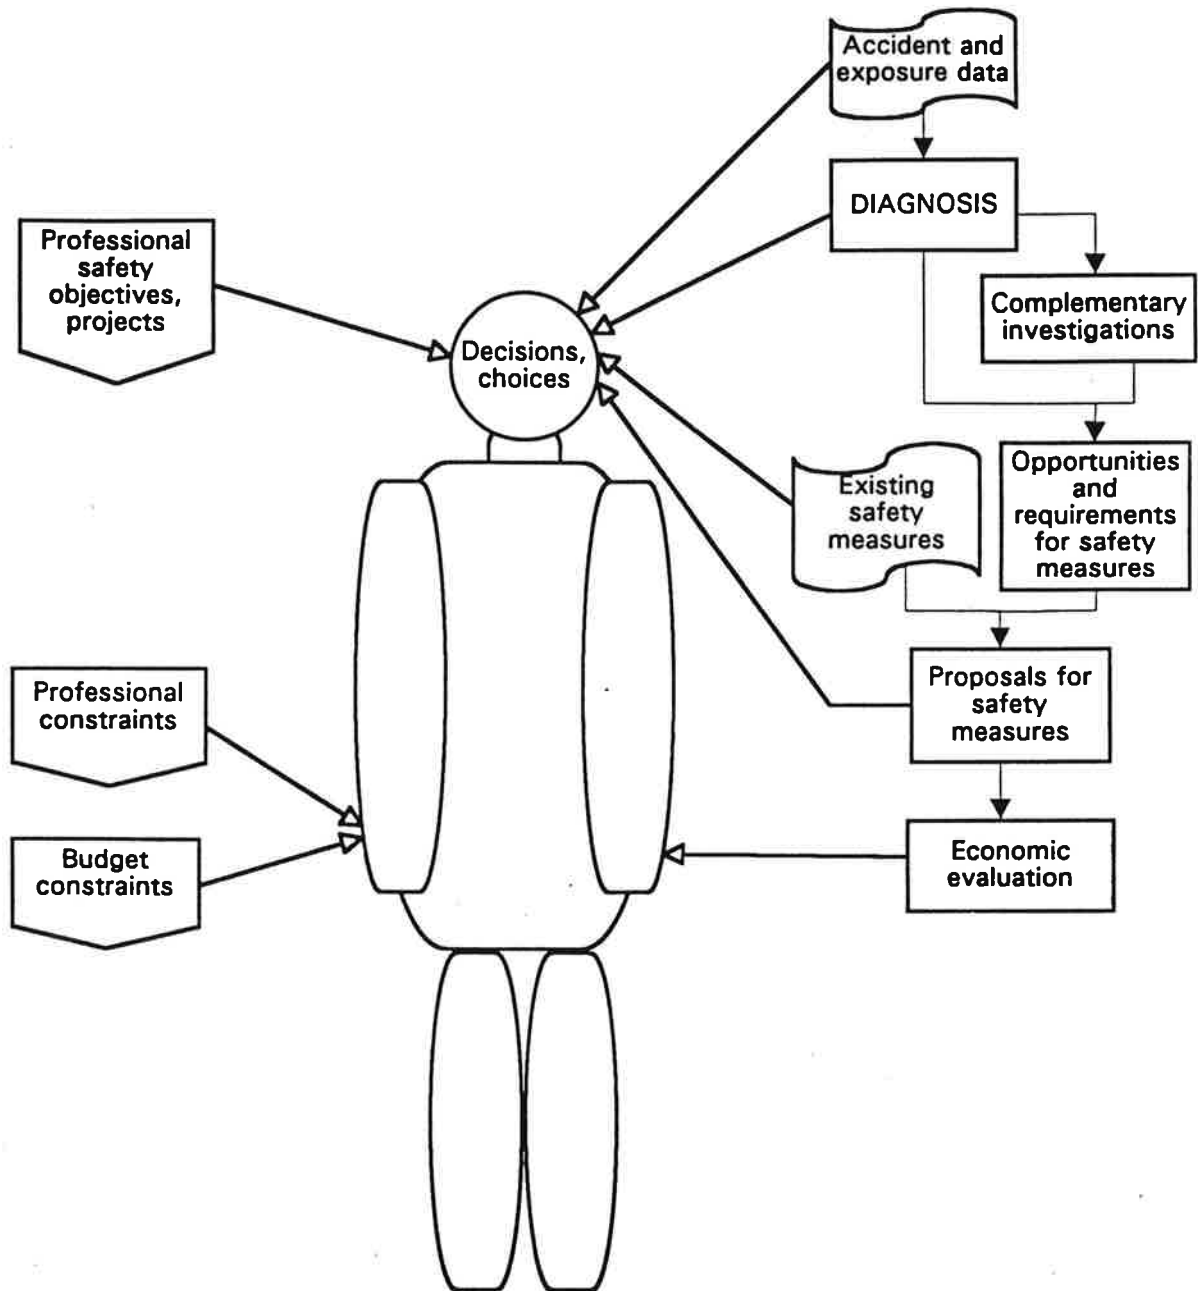 Accident and
exposure data
DIAGNOSIS
Professional
safety
objectives,
projects
Complementary
investigations
Decisions,
choices
Opportunities
and
requirements
for safety
measures
Existing
safety
measures
Professional
constraints
Proposals for
safety
measures
Budget
constraints
Economic
evaluation